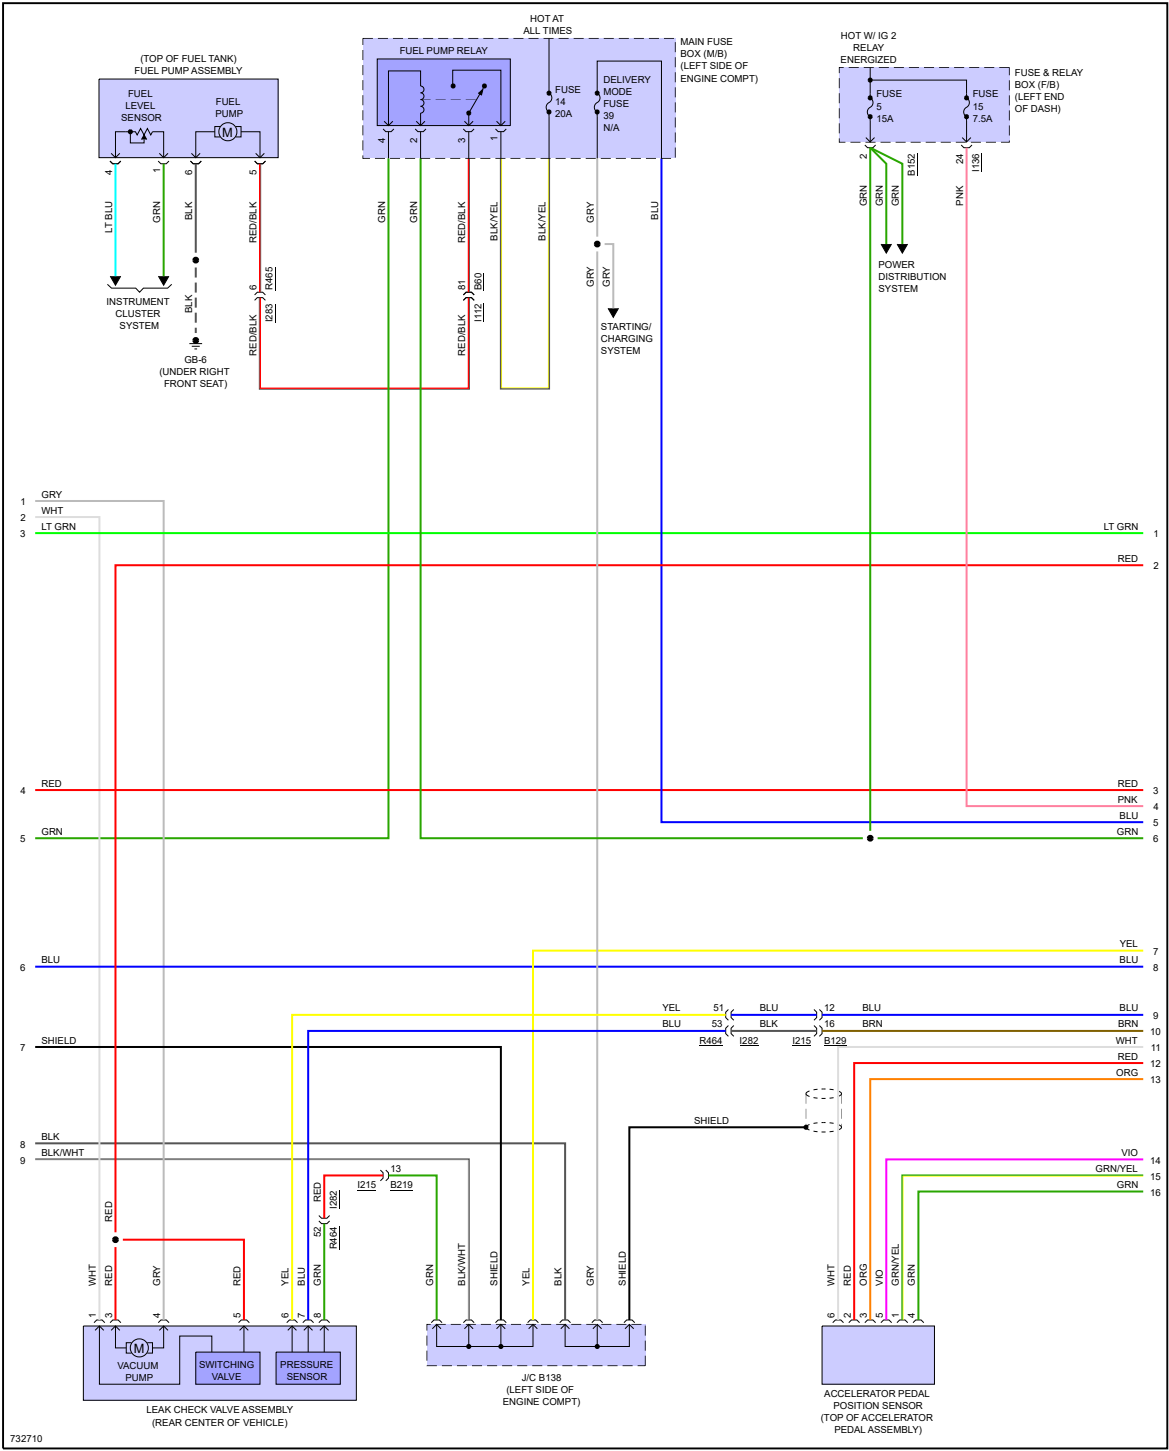 HOT AT
ALL TIMES
(TOP OF FUEL TANK)
FUEL PUMP ASSEMBLY
FUEL
LEVEL
SENSOR
FUEL
PUMP
M
4
1
6
5
LT BLU
GRN
BLK
RED/BLK
INSTRUMENT
CLUSTER
SYSTEM
BLK
GB-6
(UNDER RIGHT
FRONT SEAT)
6
R465
I283
RED/BLK
FUEL PUMP RELAY
FUSE
14
20A
DELIVERY
MODE
FUSE
39
N/A
MAIN FUSE
BOX (M/B)
(LEFT SIDE OF
ENGINE COMPT)
4
2
3
1
GRN
GRN
RED/BLK
BLK/YEL
BLK/YEL
GRY
BLU
81
B60
I112
RED/BLK
GRY
GRY
STARTING/
CHARGING
SYSTEM
HOT W/ IG 2
RELAY
ENERGIZED
FUSE
5
15A
FUSE
15
7.5A
FUSE & RELAY
BOX (F/B)
(LEFT END
OF DASH)
2
B152
24
I136
GRN
GRN
GRN
PNK
POWER
DISTRIBUTION
SYSTEM
1 GRY
2 WHT
3 LT GRN
LT GRN 1
RED 2
4 RED
RED 3
PNK 4
BLU 5
5 GRN
GRN 6
YEL 7
6 BLU
BLU 8
YEL 51 BLU 12 BLU
BLU 9
BLU 53 BLK 16 BRN
BRN 10
R464 I282 I215 B129
7 SHIELD
WHT 11
RED 12
ORG 13
SHIELD
8 BLK
9 BLK/WHT
VIO 14
GRN/YEL 15
GRN 16
13
I215 B219
RED
I282
52
R464
RED
WHT
RED
GRY
RED
YEL
BLU
GRN
GRN
BLK/WHT
SHIELD
YEL
BLK
GRY
SHIELD
WHT
RED
ORG
VIO
GRN/YEL
GRN
1
3
4
5
6
7
8
6
2
3
5
1
4
M
VACUUM
PUMP
SWITCHING
VALVE
PRESSURE
SENSOR
LEAK CHECK VALVE ASSEMBLY
(REAR CENTER OF VEHICLE)
J/C B138
(LEFT SIDE OF
ENGINE COMPT)
ACCELERATOR PEDAL
POSITION SENSOR
(TOP OF ACCELERATOR
PEDAL ASSEMBLY)
732710